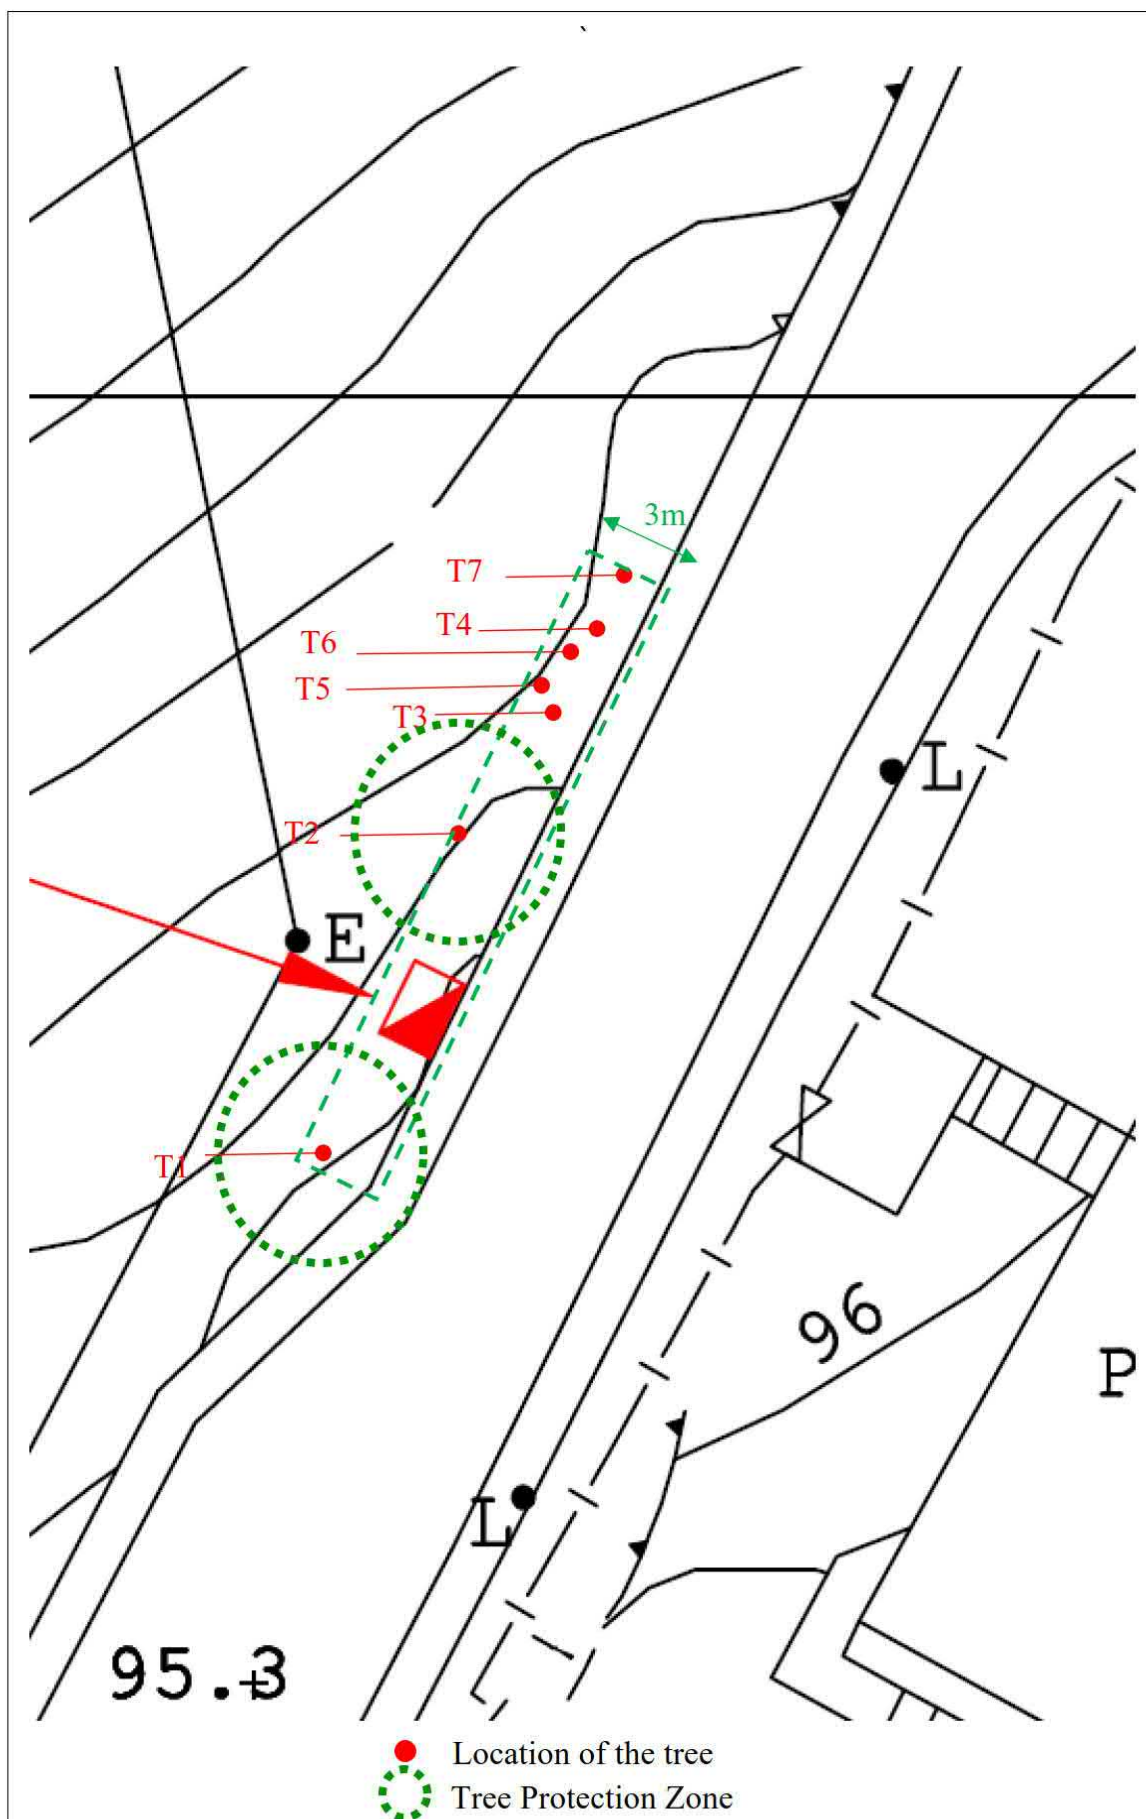 `
3m
T7
T4
T6
T5
T3
L
T2
E
T1
96
P
L
95.3
Location of the tree
Tree Protection Zone